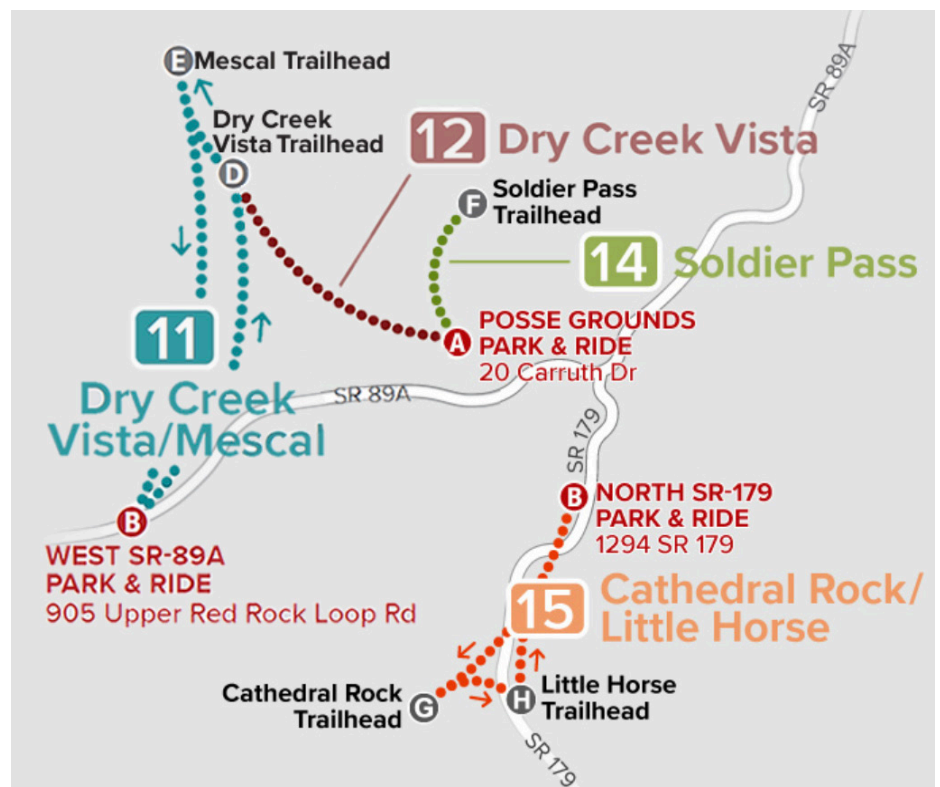 SR 89A
E Mescal Trailhead
Dry Creek
Vista Trailhead
D
12 Dry Creek Vista
F Soldier Pass
Trailhead
14 Soldier Pass
11
Dry Creek
Vista/Mescal
A POSSE GROUNDS
PARK & RIDE
20 Carruth Dr
SR 89A
SR 179
B
WEST SR-89A
PARK & RIDE
905 Upper Red Rock Loop Rd
B NORTH SR-179
PARK & RIDE
1294 SR 179
15 Cathedral Rock/
Little Horse
Cathedral Rock
Trailhead
G
H Little Horse
Trailhead
SR 179